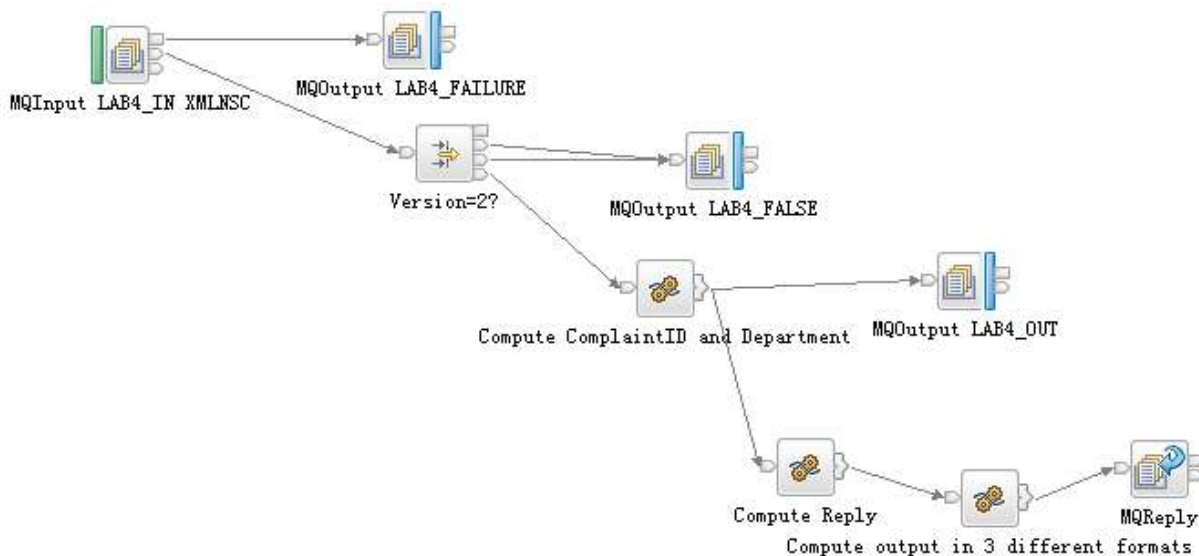 MQInput LAB4_IN XMLNSC
MQOutput LAB4_FAILURE
Version=2?
MQOutput LAB4_FALSE
Compute ComplaintID and Department
MQOutput LAB4_OUT
Compute Reply
MQReply
Compute output in 3 different formats